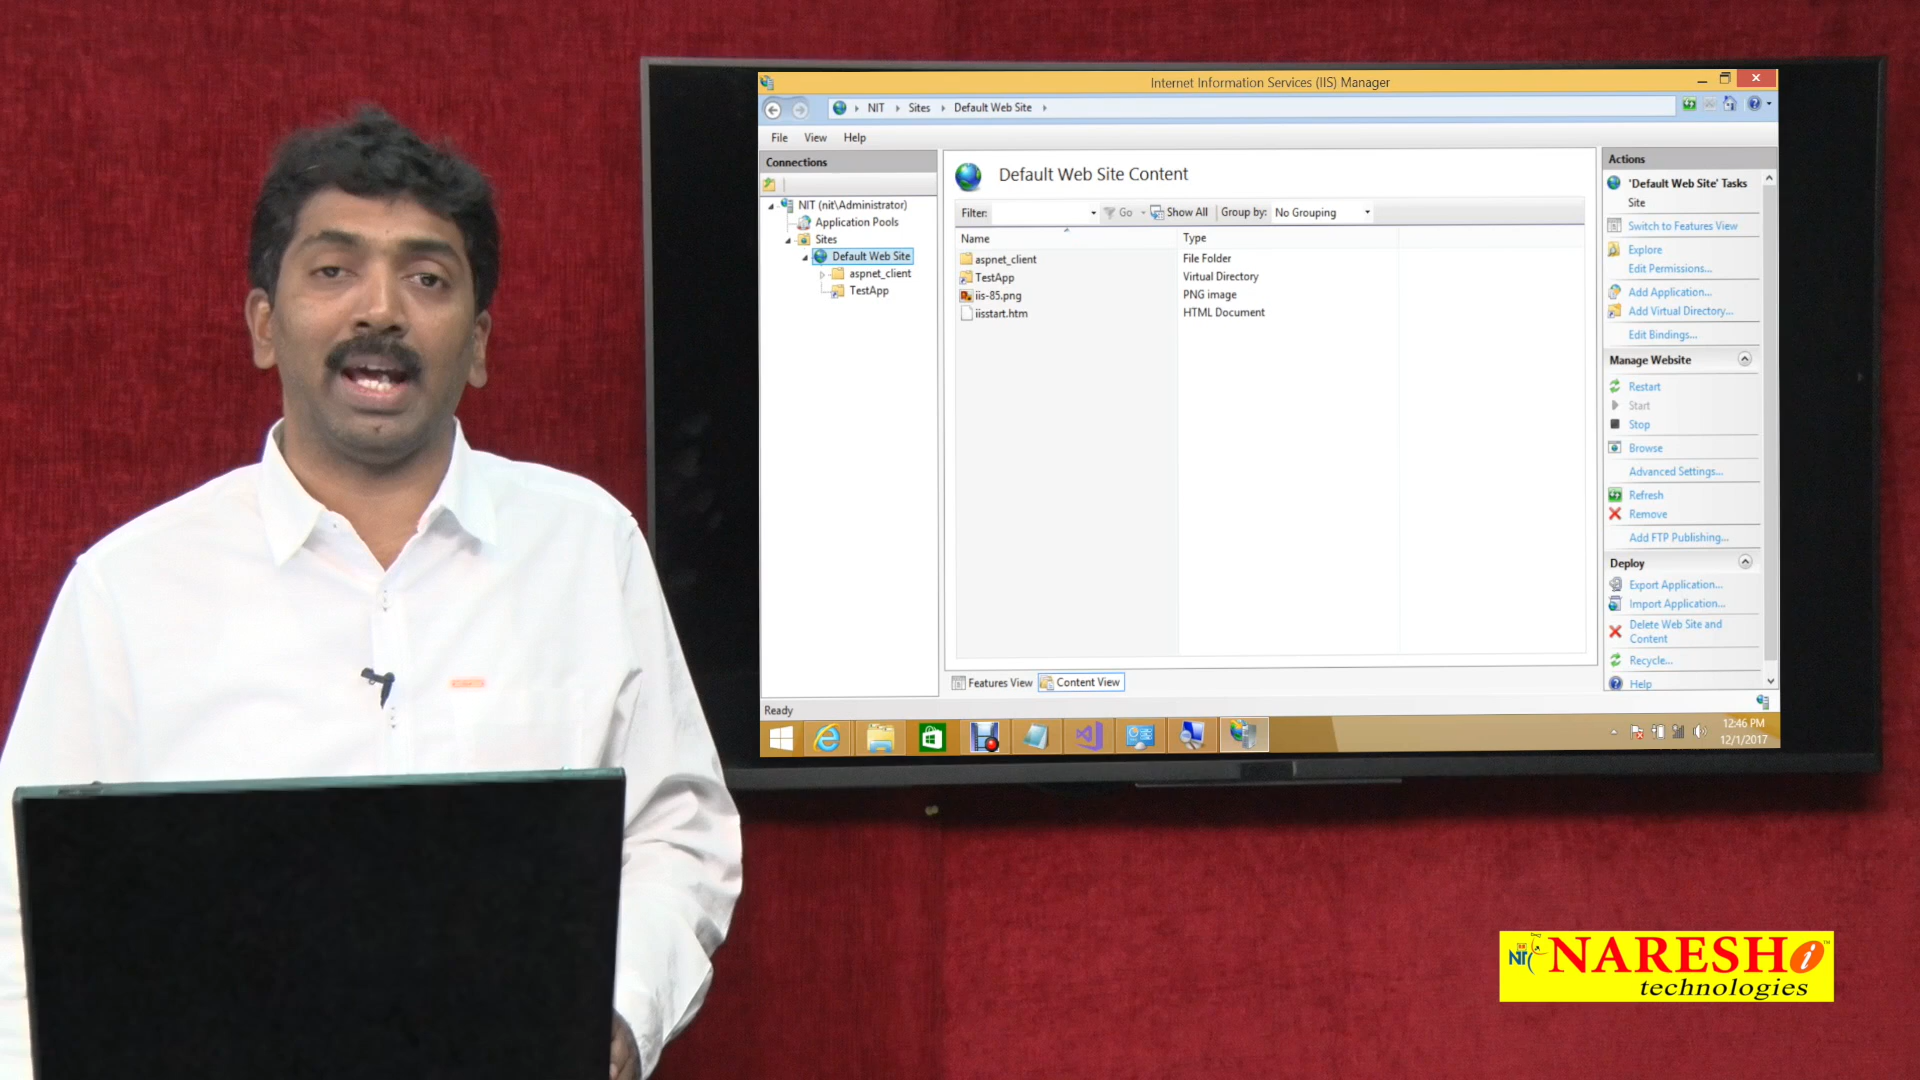 Internet Information Services (IIS) Manager
NIT
Sites
Default Web Site
File
View
Help
Connections
NIT (nit\Administrator)
Application Pools
Sites
Default Web Site
aspnet_client
TestApp
Default Web Site Content
Filter:
Go
Show All
Group by:
No Grouping
Name
Type
aspnet_client
File Folder
TestApp
Virtual Directory
iis-85.png
PNG image
iisstart.htm
HTML Document
Features View
Content View
Actions
'Default Web Site' Tasks
Site
Switch to Features View
Explore
Edit Permissions...
Add Application...
Add Virtual Directory...
Edit Bindings...
Manage Website
Restart
Start
Stop
Browse
Advanced Settings...
Refresh
Remove
Add FTP Publishing...
Deploy
Export Application...
Import Application...
Delete Web Site and
Content
Recycle...
Help
Ready
12:46 PM
12/1/2017
NARESH i
technologies